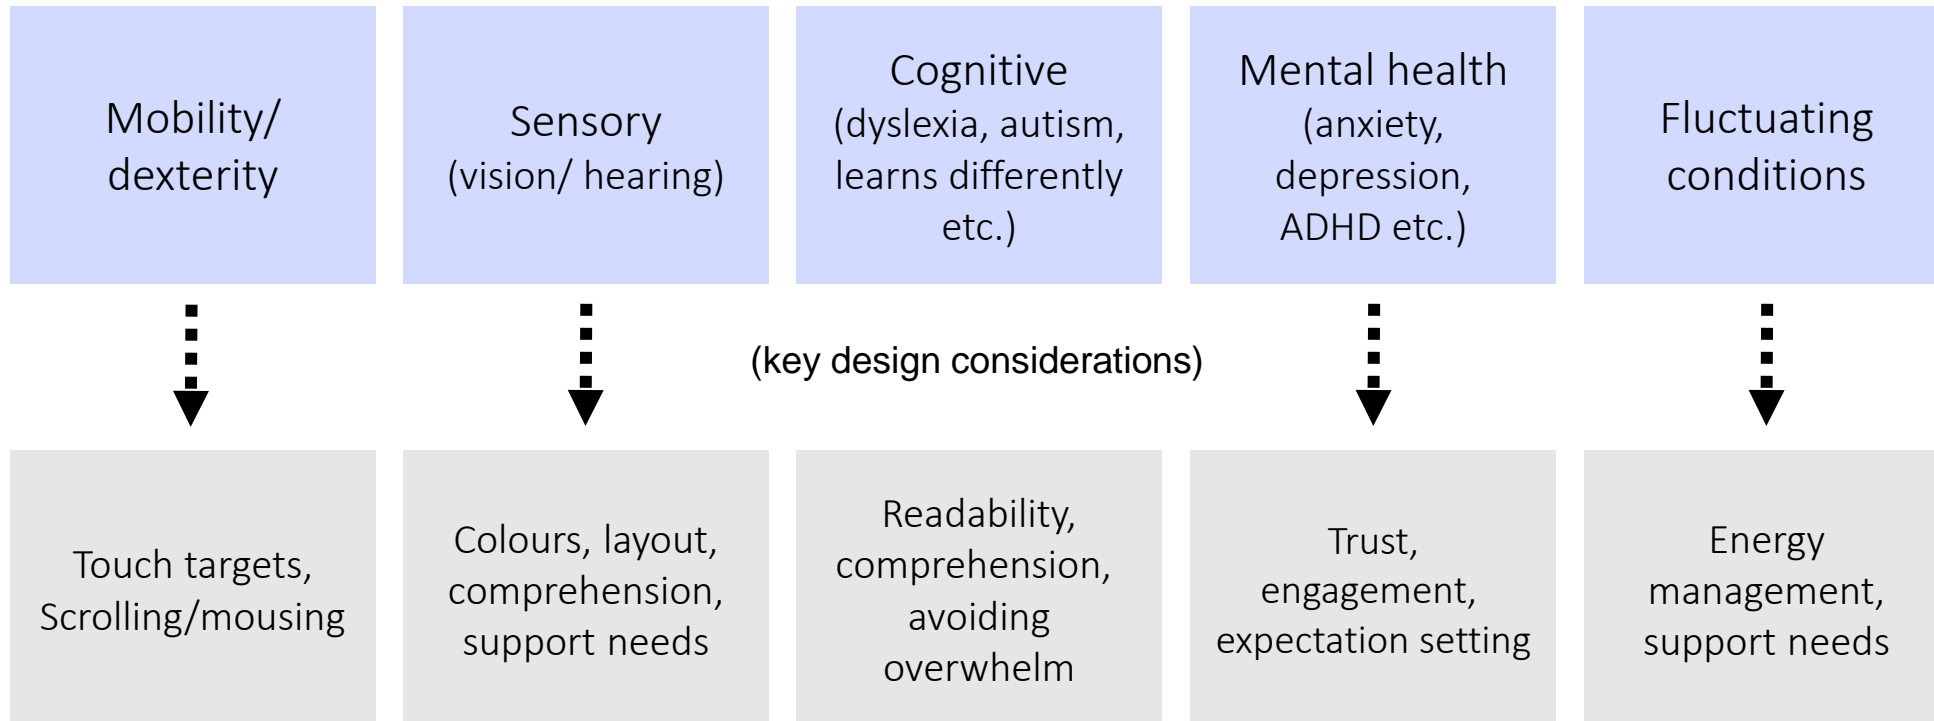 Mobility/
dexterity
Sensory
(vision/ hearing)
Cognitive
(dyslexia, autism,
learns differently
etc.)
Mental health
(anxiety,
depression,
ADHD etc.)
Fluctuating
conditions
(key design considerations)
Touch targets,
Scrolling/mousing
Colours, layout,
comprehension,
support needs
Readability,
comprehension,
avoiding
overwhelm
Trust,
engagement,
expectation setting
Energy
management,
support needs